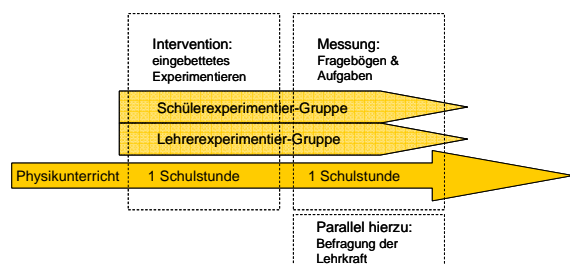 Intervention:
eingebettetes
Experimentieren
Messung:
Fragebögen &
Aufgaben
Schülerexperimentier-Gruppe
Lehrerexperimentier-Gruppe
Physikunterricht 1 Schulstunde 1 Schulstunde
Parallel hierzu:
Befragung der
Lehrkraft